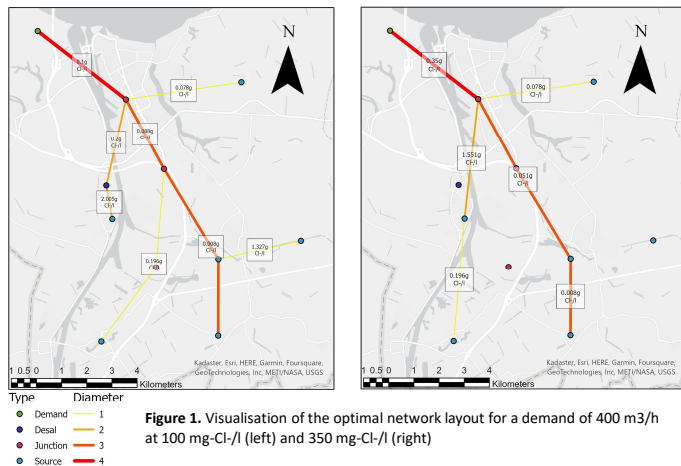 N
0.1g
Cl-/l
0.078g
Cl-/l
0.088g
Cl-/l
0.2g
Cl-/l
2.005g
Cl-/l
0.008g
Cl-/l
1.327g
Cl-/l
0.196g
Kadaster, Esri, HERE, Garmin, Foursquare,
GeoTechnologies, Inc, METI/NASA, USGS
1 0.5 0 1 2 3 4
Kilometers
N
0.35g
Cl-/l
0.078g
Cl-/l
1.551g
Cl-/l
0.051g
Cl-/l
0.196g
Cl-/l
0.008g
Cl-/l
Kadaster, Esri, HERE, Garmin, Foursquare,
GeoTechnologies, Inc, METI/NASA, USGS
1 0.5 0 1 2 3 4
Kilometers
Type Diameter
Demand 1
Desal 2
Junction 3
Source 4
Figure 1. Visualisation of the optimal network layout for a demand of 400 m3/h
at 100 mg-Cl-/l (left) and 350 mg-Cl-/l (right)